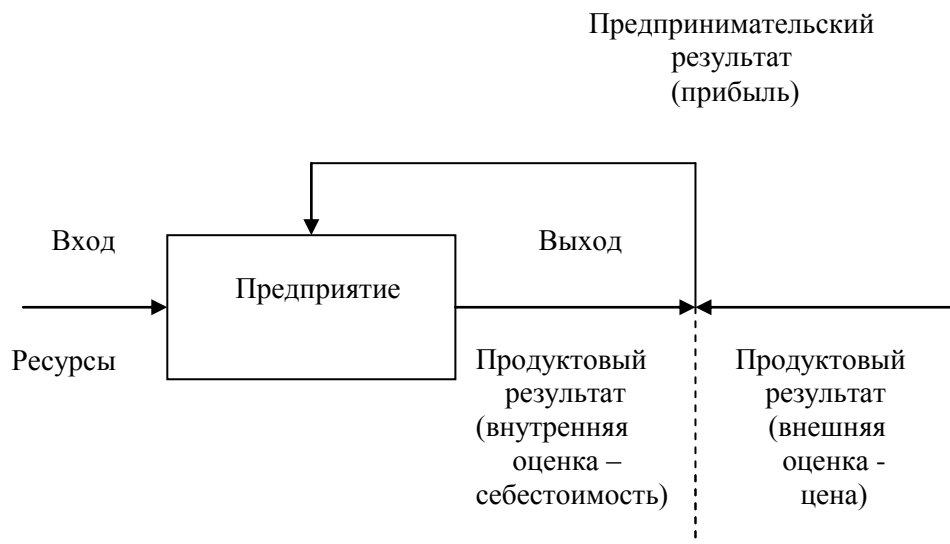 Предпринимательский
результат
(прибыль)
Вход
Выход
Предприятие
Ресурсы
Продуктовый
результат
(внутренняя
оценка –
себестоимость)
Продуктовый
результат
(внешняя
оценка -
цена)